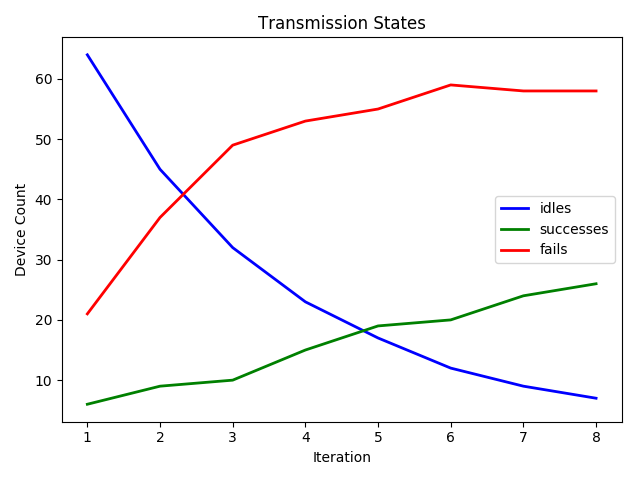 Transmission States
Device Count
60
50
40
30
20
10
idles
successes
fails
1 2 3 4 5 6 7 8
Iteration